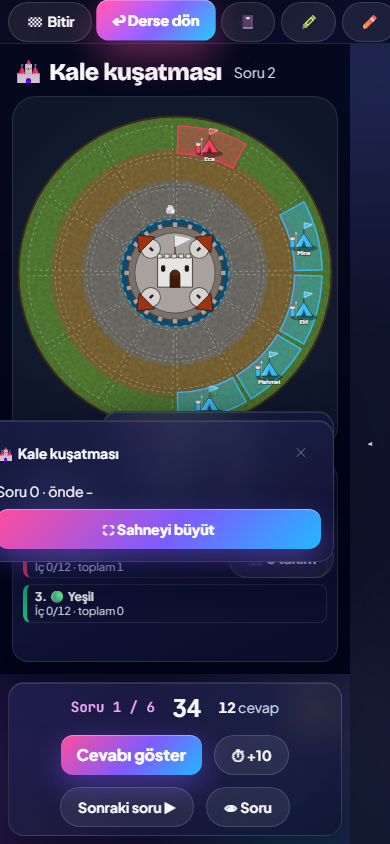 Bitir
Derse dön
Kale kuşatması Soru 2
Ece
Mina
Elif
Mehmet
Kale kuşatması
Soru 0 · önde -
Sahneyi büyüt
İç 0/12 · toplam 1
3. Yeşil
İç 0/12 · toplam 0
Soru 1 / 6 34 12 cevap
Cevabı göster +10
Sonraki soru Soru